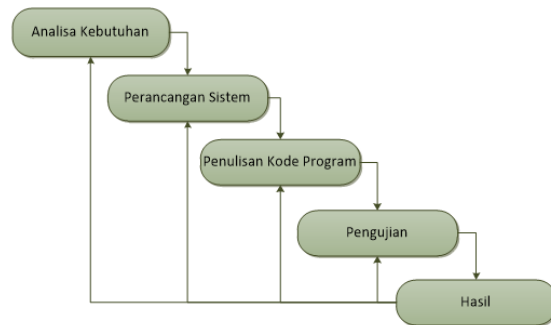 Analisa Kebutuhan
Perancangan Sistem
Penulisan Kode Program
Pengujian
Hasil